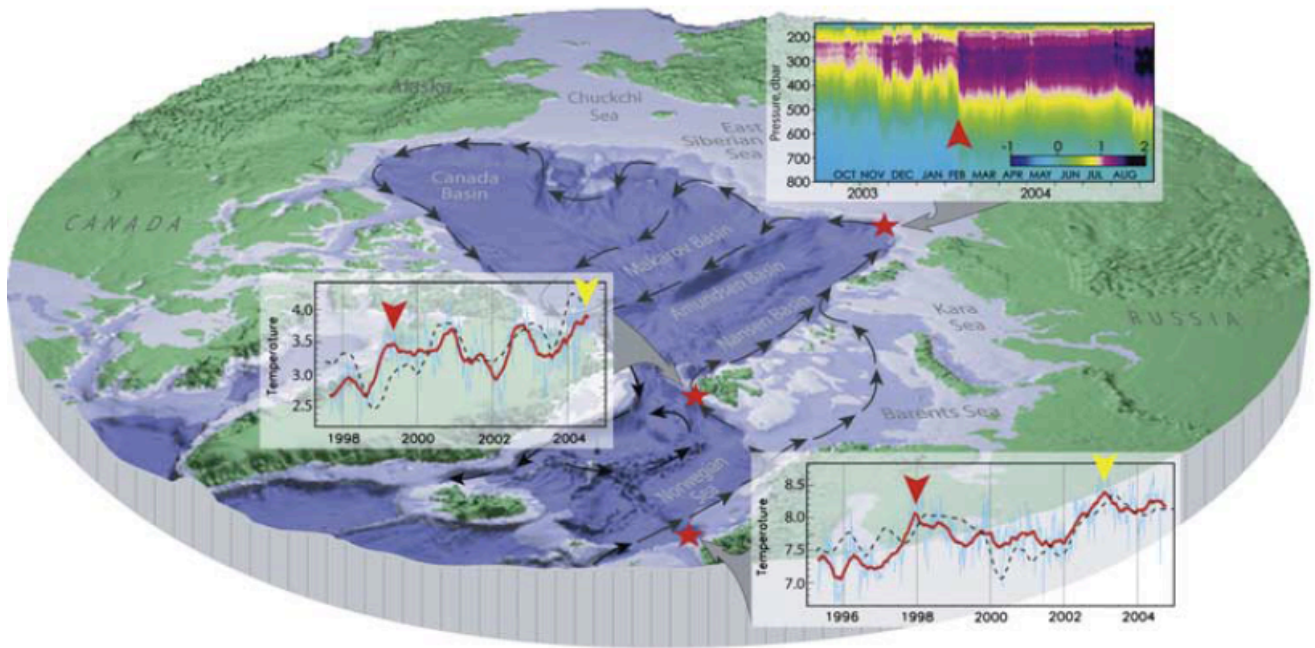 Alaska
Chuckchi
Sea
East
Siberian
Sea
Canada
Basin
CANADA
Makarov Basin
Amundsen Basin
Nansen Basin
Kara
Sea
RUSSIA
Barents Sea
Norwegian
Sea
Pressure, dbar
200
300
400
500
600
700
800
-1 0 1 2
OCT NOV DEC JAN FEB MAR APR MAY JUN JUL AUG
2003 2004
Temperature
4.0
3.5
3.0
2.5
1998 2000 2002 2004
Temperature
8.5
8.0
7.5
7.0
1996 1998 2000 2002 2004